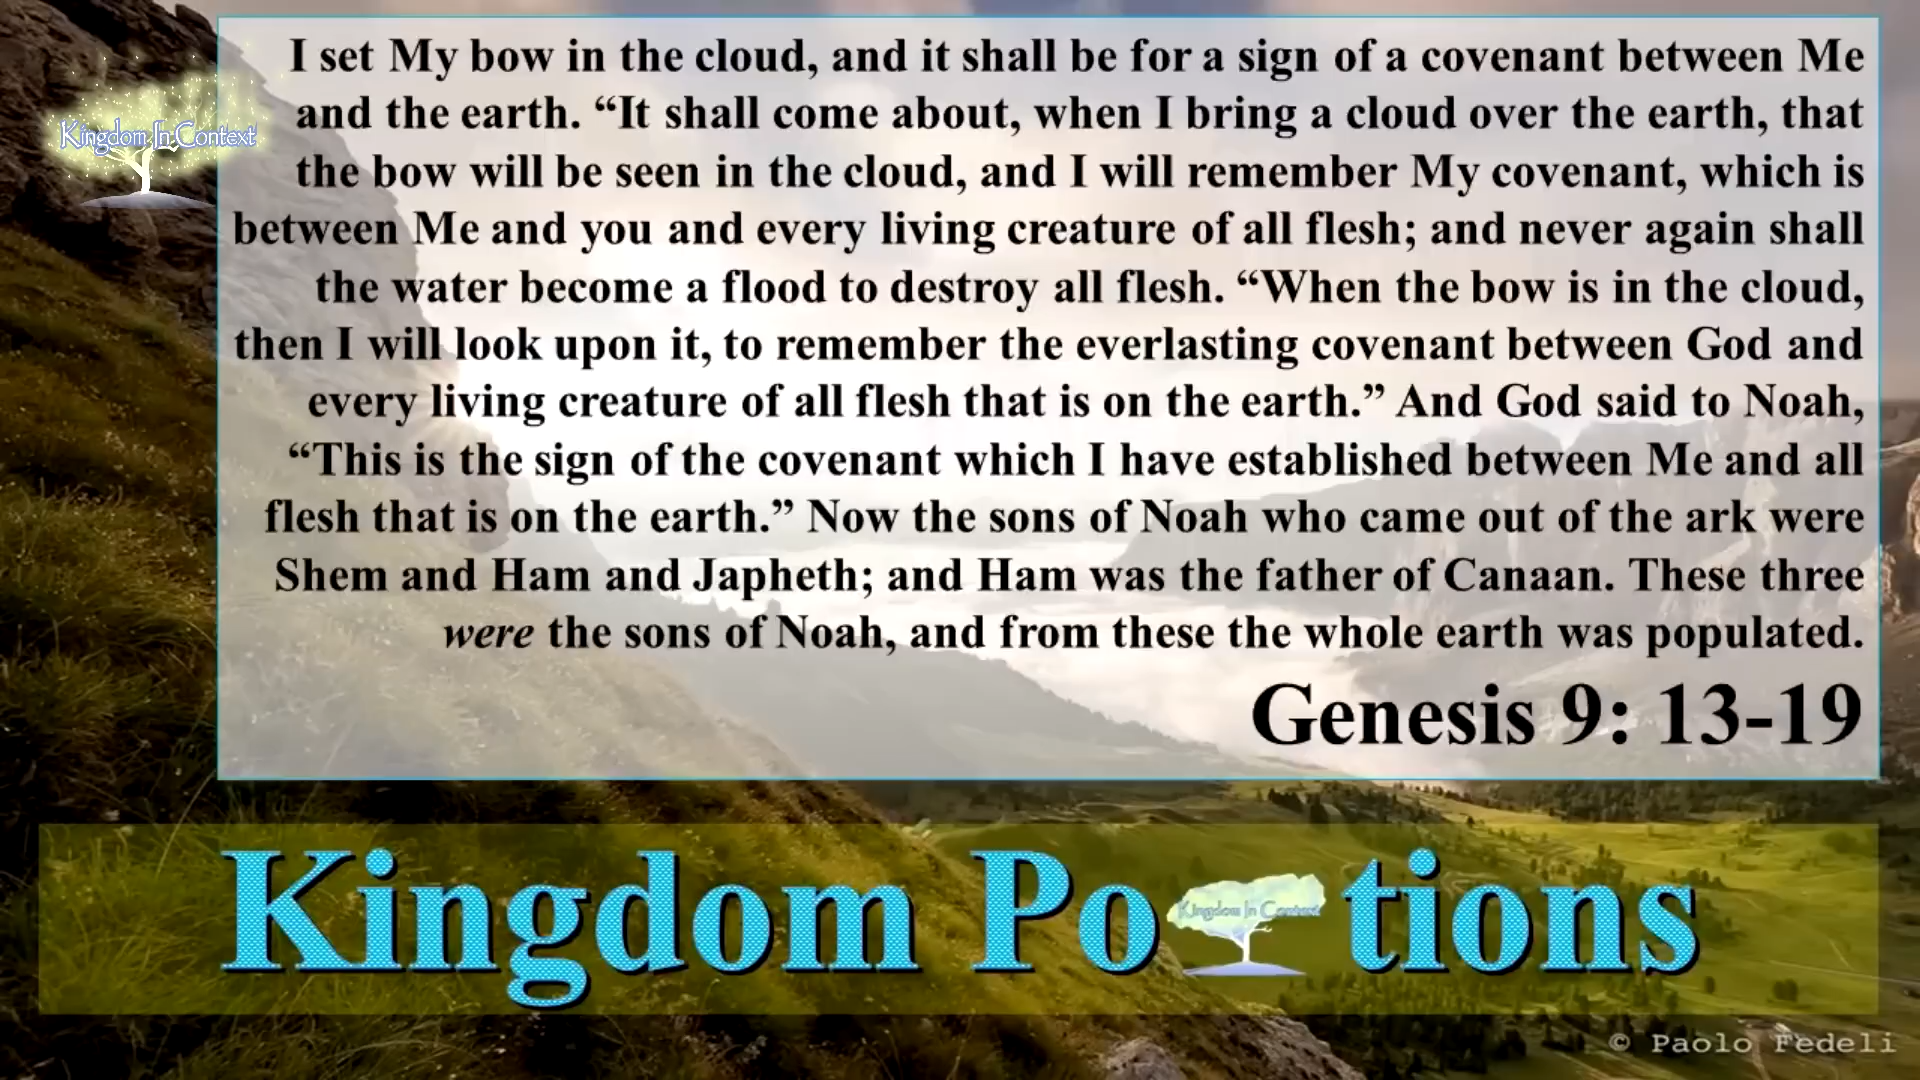 I set My bow in the cloud, and it shall be for a sign of a covenant between Me
and the earth. “It shall come about, when I bring a cloud over the earth, that
the bow will be seen in the cloud, and I will remember My covenant, which is
between Me and you and every living creature of all flesh; and never again shall
the water become a flood to destroy all flesh. “When the bow is in the cloud,
then I will look upon it, to remember the everlasting covenant between God and
every living creature of all flesh that is on the earth.” And God said to Noah,
“This is the sign of the covenant which I have established between Me and all
flesh that is on the earth.” Now the sons of Noah who came out of the ark were
Shem and Ham and Japheth; and Ham was the father of Canaan. These three
were the sons of Noah, and from these the whole earth was populated.
Genesis 9: 13-19
Kingdom In Context
Kingdom Po tions
Kingdom In Context
© Paolo Fedeli